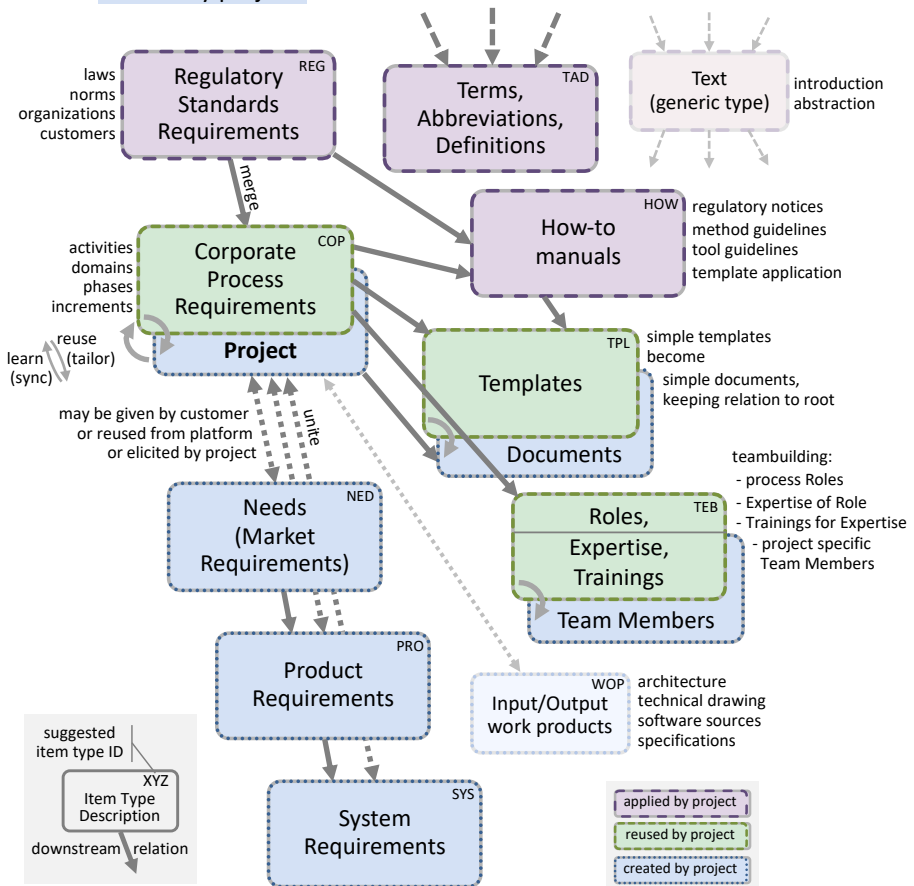 REG
Regulatory
Standards
Requirements
laws
norms
organizations
customers
TAD
Terms,
Abbreviations,
Definitions
Text
(generic type)
introduction
abstraction
merge
HOW
How-to
manuals
regulatory notices
method guidelines
tool guidelines
template application
COP
Corporate
Process
Requirements
Project
activities
domains
phases
increments
reuse
(tailor)
learn
(sync)
TPL
Templates
Documents
simple templates
become
simple documents,
keeping relation to root
may be given by customer
or reused from platform
or elicited by project
unite
NED
Needs
(Market
Requirements)
TEB
Roles,
Expertise,
Trainings
Team Members
teambuilding:
- process Roles
- Expertise of Role
- Trainings for Expertise
- project specific
Team Members
PRO
Product
Requirements
WOP
Input/Output
work products
architecture
technical drawing
software sources
specifications
SYS
System
Requirements
suggested
item type ID
XYZ
Item Type
Description
downstream relation
applied by project
reused by project
created by project